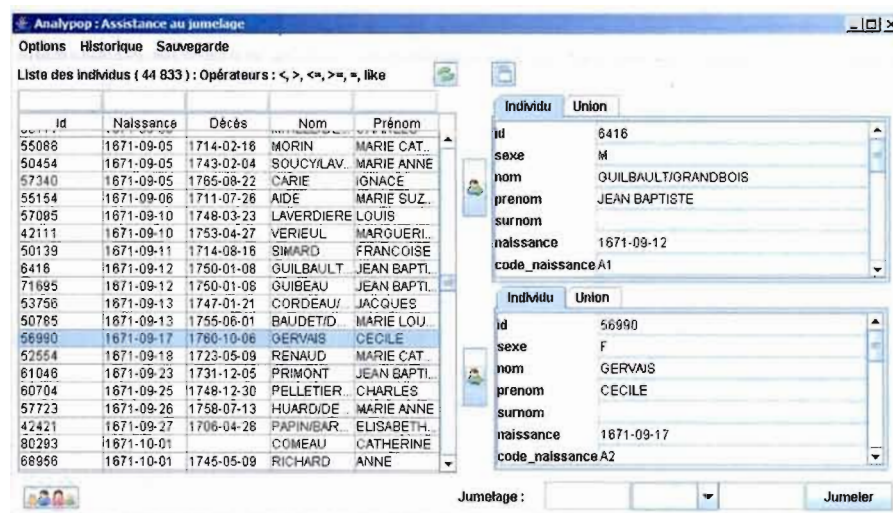 Analypop : Assistance au jumelage
Options Historique Sauvegarde
Liste des individus ( 44 833 ) : Opérateurs : <, >, <=, >=, =, like
Id Naissance Décés Nom Prénom
55088 1671-09-05 1714-02-16 MORIN MARIE CAT...
50454 1671-09-05 1743-02-04 SOUCY/LAV... MARIE ANNE
57340 1671-09-05 1765-08-22 CARIE IGNACE
55154 1671-09-06 1711-07-26 AIDE MARIE SUZ...
57085 1671-09-10 1748-03-23 LAVERDIERE LOUIS
42111 1671-09-10 1753-04-27 VERIEUL MARGUERI...
50139 1671-09-11 1714-08-16 SIMARD FRANCOISE
6416 1671-09-12 1750-01-08 GUILBAULT... JEAN BAPTI...
71695 1671-09-12 1750-01-08 GUIBEAU JEAN BAPTI...
53756 1671-09-13 1747-01-21 CORDEAU/ JACQUES
50785 1671-09-13 1755-06-01 BAUDET/D... MARIE LOU...
56990 1671-09-17 1760-10-06 GERVAIS CECILE
52554 1671-09-18 1723-05-09 RENAUD MARIE CAT...
61046 1671-09-23 1731-12-05 PRIMONT JEAN BAPTI...
60704 1671-09-25 1748-12-30 PELLETIER... CHARLES
57723 1671-09-26 1758-07-13 HUARD/DE... MARIE ANNE
42421 1671-09-27 1706-04-28 PAPIN/BAR... ELISABETH...
80293 1671-10-01 COMEAU CATHERINE
68956 1671-10-01 1745-05-09 RICHARD ANNE
Individu Union
id 6416
sexe M
nom GUILBAULT/GRANDBOIS
prenom JEAN BAPTISTE
surnom
naissance 1671-09-12
code_naissance A1
Individu Union
id 56990
sexe F
nom GERVAIS
prenom CECILE
surnom
naissance 1671-09-17
code_naissance A2
Jumelage : Jumeler